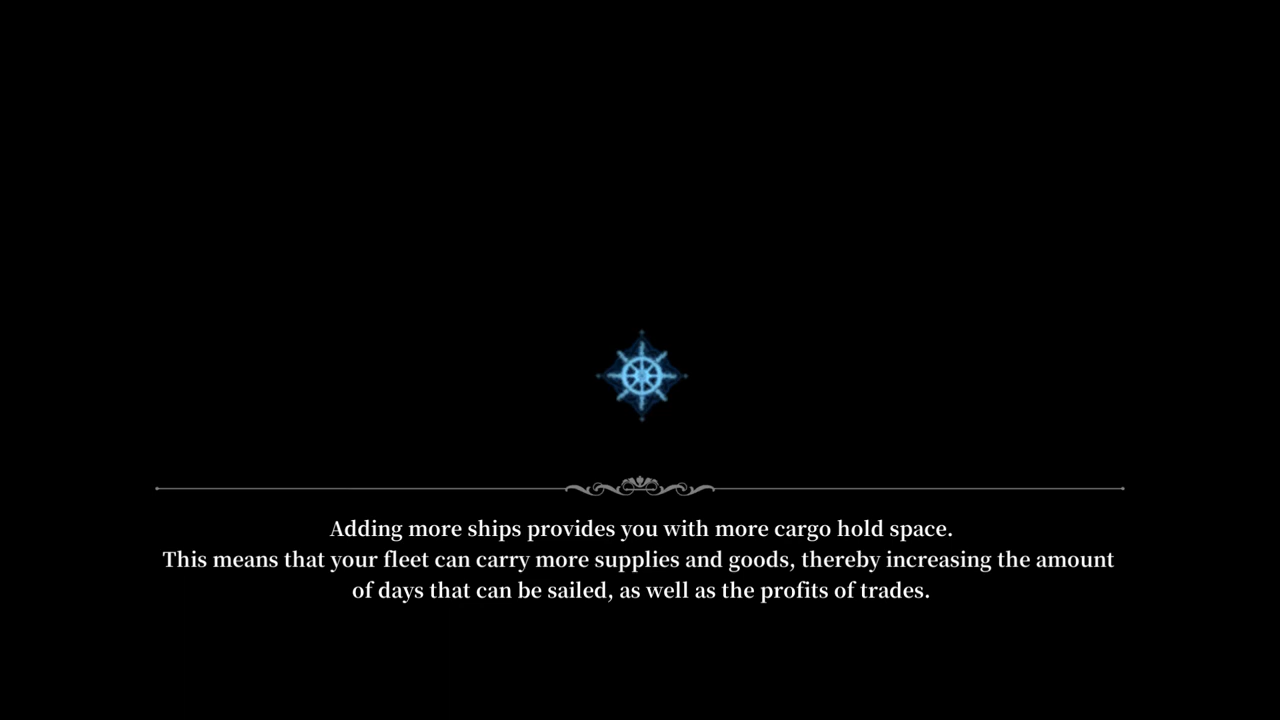 Adding more ships provides you with more cargo hold space.
This means that your fleet can carry more supplies and goods, thereby increasing the amount
of days that can be sailed, as well as the profits of trades.